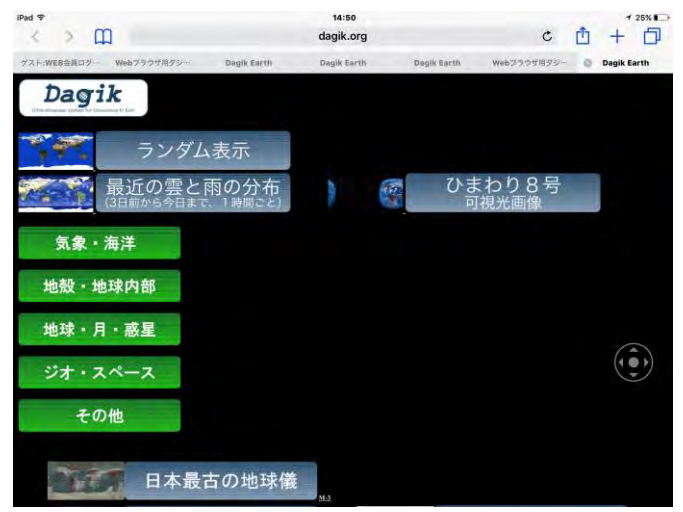 iPad
14:50
25%
dagik.org
ゲスト:WEB会員ログ…
Webブラウザ用ダジ…
Dagik Earth
Dagik Earth
Dagik Earth
Webブラウザ用ダジ…
Dagik Earth
Dagik
ランダム表示
最近の雲と雨の分布
(3日前から今日まで、1時間ごと)
ひまわり8号
可視光画像
気象・海洋
地殻・地球内部
地球・月・惑星
ジオ・スペース
その他
日本最古の地球儀
M-3